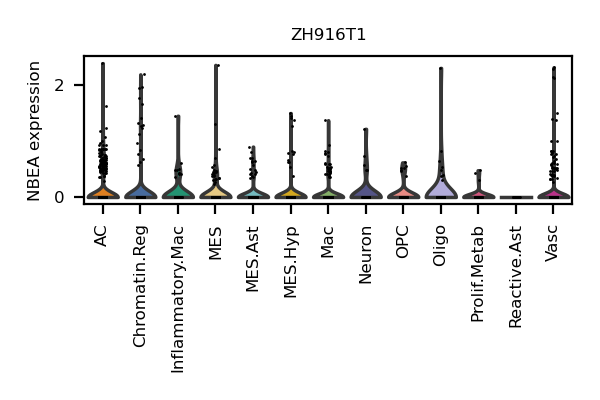 ZH916T1
NBEA expression
2
0
AC
Chromatin.Reg
Inflammatory.Mac
MES
MES.Ast
MES.Hyp
Mac
Neuron
OPC
Oligo
Prolif.Metab
Reactive.Ast
Vasc